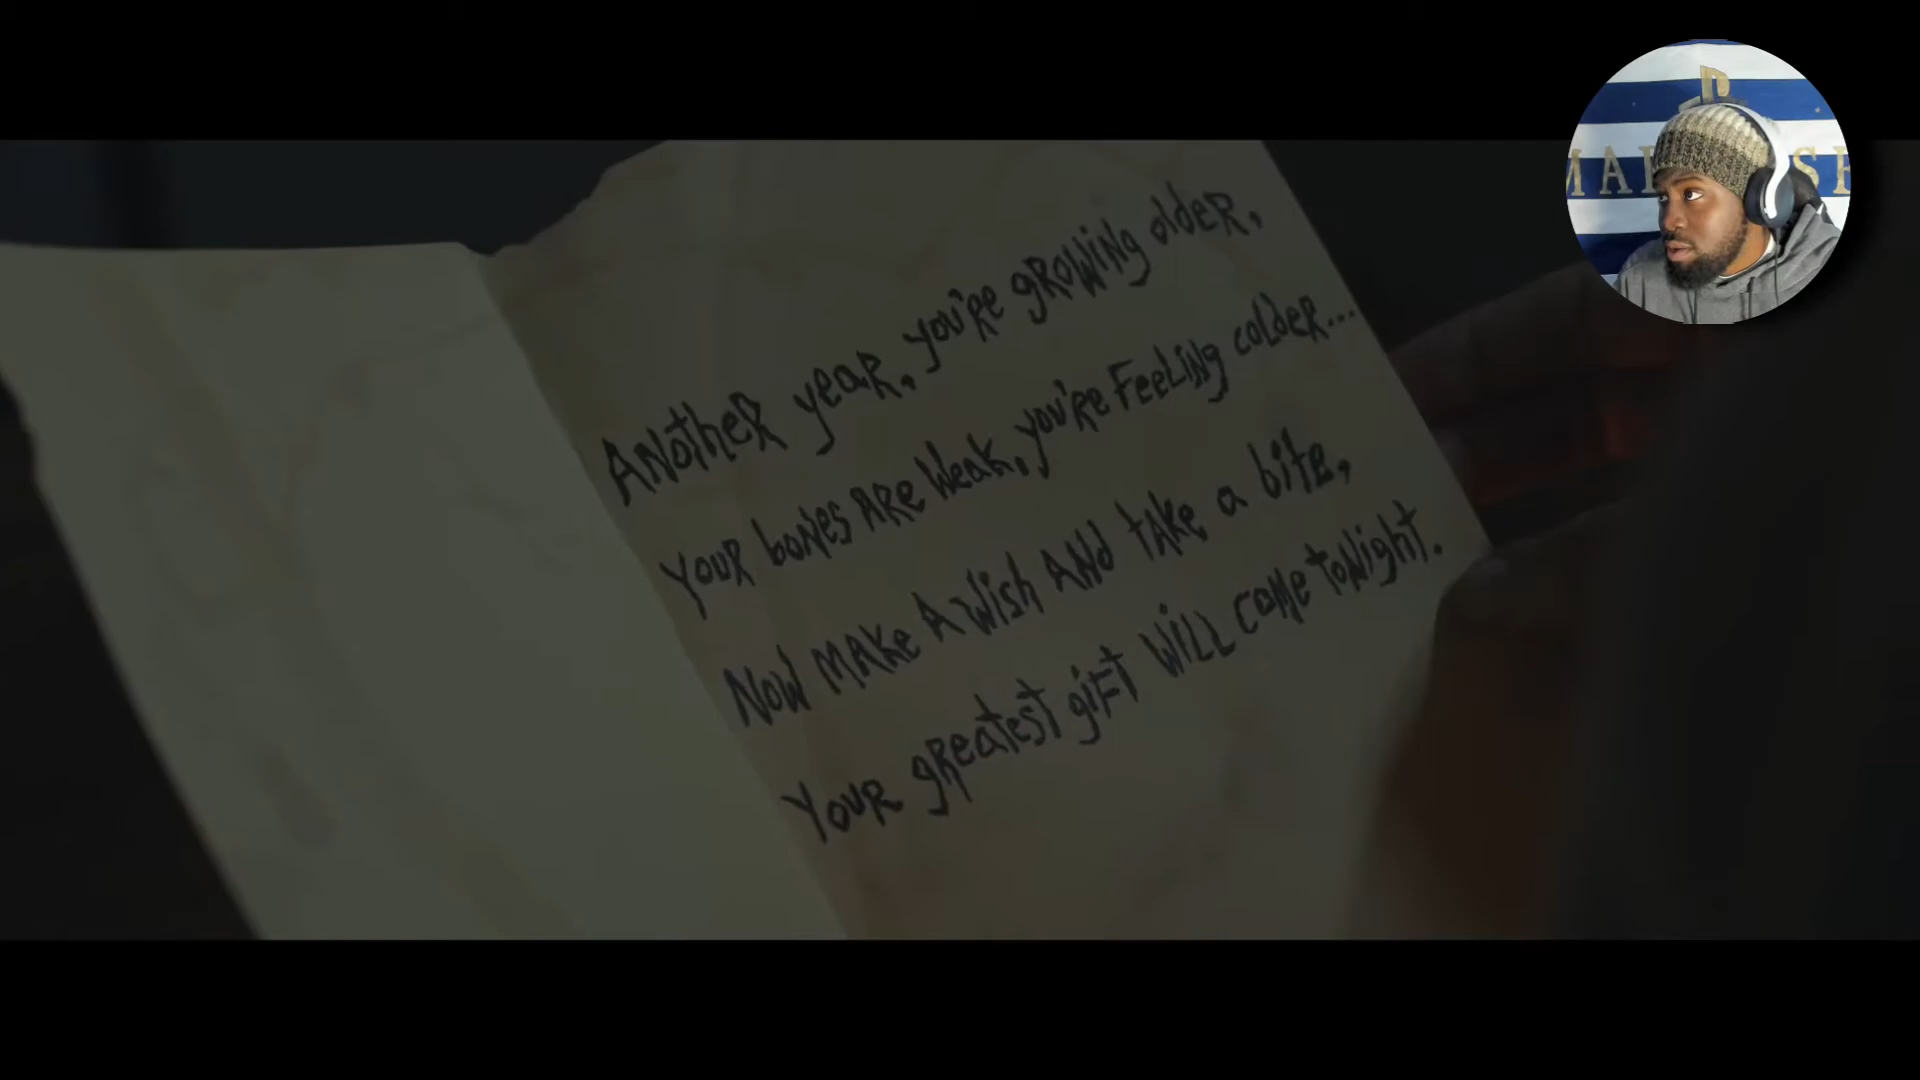 Another year, you're growing older,
Your bones are weak, you're feeling colder...
Now make a wish and take a bite,
Your greatest gift will come tonight.